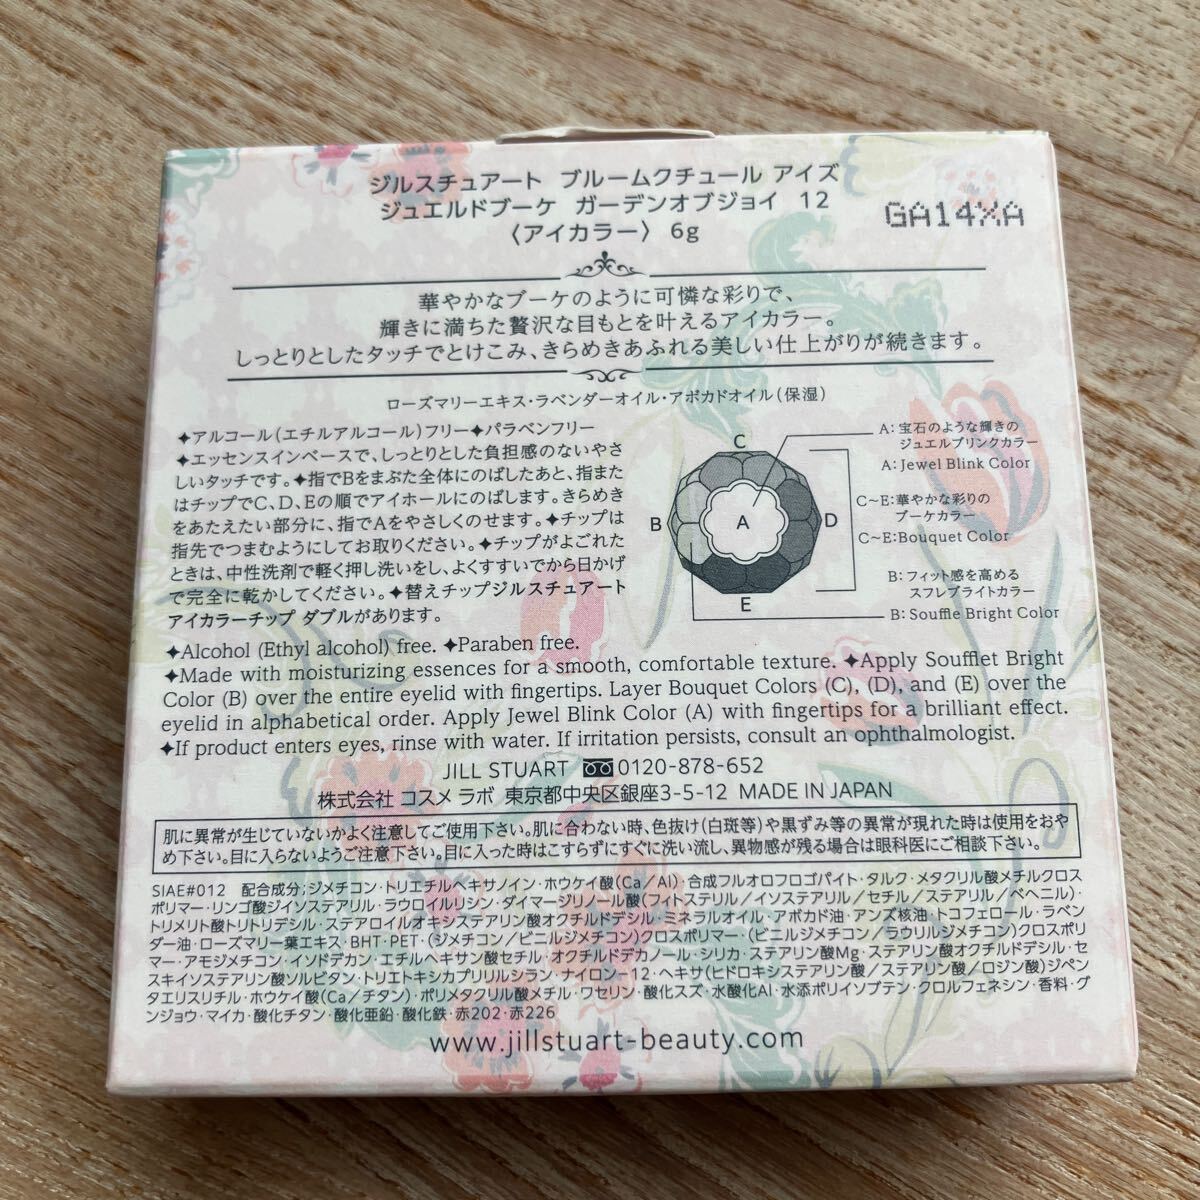 ジルスチュアート ブルームクチュール アイズ
ジュエルドブーケ ガーデンオブジョイ 12
〈アイカラー〉 6g
GA14XA
華やかなブーケのように可憐な彩りで、
輝きに満ちた贅沢な目もとを叶えるアイカラー。
しっとりとしたタッチでとけこみ、きらめきあふれる美しい仕上がりが続きます。
ローズマリーエキス・ラベンダーオイル・アボカドオイル(保湿)
✦アルコール(エチルアルコール)フリー✦パラベンフリー
✦エッセンスインベースで、しっとりとした負担感のないやさ
しいタッチです。✦指でBをまぶた全体にのばしたあと、指また
はチップでC、D、Eの順でアイホールにのばします。きらめき
をあたえたい部分に、指でAをやさしくのせます。✦チップは
指先でつまむようにしてお取りください。✦チップがよごれた
ときは、中性洗剤で軽く押し洗いをし、よくすすいでから日かげ
で完全に乾かしてください。✦替えチップジルスチュアート
アイカラーチップ ダブルがあります。
C
B
A
D
E
A: 宝石のような輝きの
ジュエルブリンクカラー
A: Jewel Blink Color
C~E: 華やかな彩りの
ブーケカラー
C~E: Bouquet Color
B: フィット感を高める
スフレブライトカラー
B: Souffle Bright Color
✦Alcohol (Ethyl alcohol) free. ✦Paraben free.
✦Made with moisturizing essences for a smooth, comfortable texture. ✦Apply Soufflet Bright
Color (B) over the entire eyelid with fingertips. Layer Bouquet Colors (C), (D), and (E) over the
eyelid in alphabetical order. Apply Jewel Blink Color (A) with fingertips for a brilliant effect.
✦If product enters eyes, rinse with water. If irritation persists, consult an ophthalmologist.
JILL STUART 0120-878-652
株式会社 コスメ ラボ 東京都中央区銀座3-5-12 MADE IN JAPAN
肌に異常が生じていないかよく注意してご使用下さい。肌に合わない時、色抜け(白斑等)や黒ずみ等の異常が現れた時は使用をおや
め下さい。目に入らないようご注意下さい。目に入った時はこすらずにすぐに洗い流し、異物感が残る場合は眼科医にご相談下さい。
SIAE#012 配合成分;ジメチコン・トリエチルヘキサノイン・ホウケイ酸(Ca/Al)・合成フルオロフロゴパイト・タルク・メタクリル酸メチルクロス
ポリマー・リンゴ酸ジイソステアリル・ラウロイルリシン・ダイマージリノール酸(フィトステリル/イソステアリル/セチル/ステアリル/ベヘニル)・
トリメリト酸トリトリデシル・ステアロイルオキシステアリン酸オクチルドデシル・ミネラルオイル・アボカド油・アンズ核油・トコフェロール・ラベン
ダー油・ローズマリー葉エキス・BHT・PET・(ジメチコン/ビニルジメチコン)クロスポリマー・(ビニルジメチコン/ラウリルジメチコン)クロスポリ
マー・アモジメチコン・イソドデカン・エチルヘキサン酸セチル・オクチルドデカノール・シリカ・ステアリン酸Mg・ステアリン酸オクチルドデシル・セ
スキイソステアリン酸ソルビタン・トリエトキシカプリリルシラン・ナイロン-12・ヘキサ(ヒドロキシステアリン酸/ステアリン酸/ロジン酸)ジペン
タエリスリチル・ホウケイ酸(Ca/チタン)・ポリメタクリル酸メチル・ワセリン・酸化スズ・水酸化Al・水添ポリイソブテン・クロルフェネシン・香料・グ
ンジョウ・マイカ・酸化チタン・酸化亜鉛・酸化鉄・赤202・赤226
www.jillstuart-beauty.com